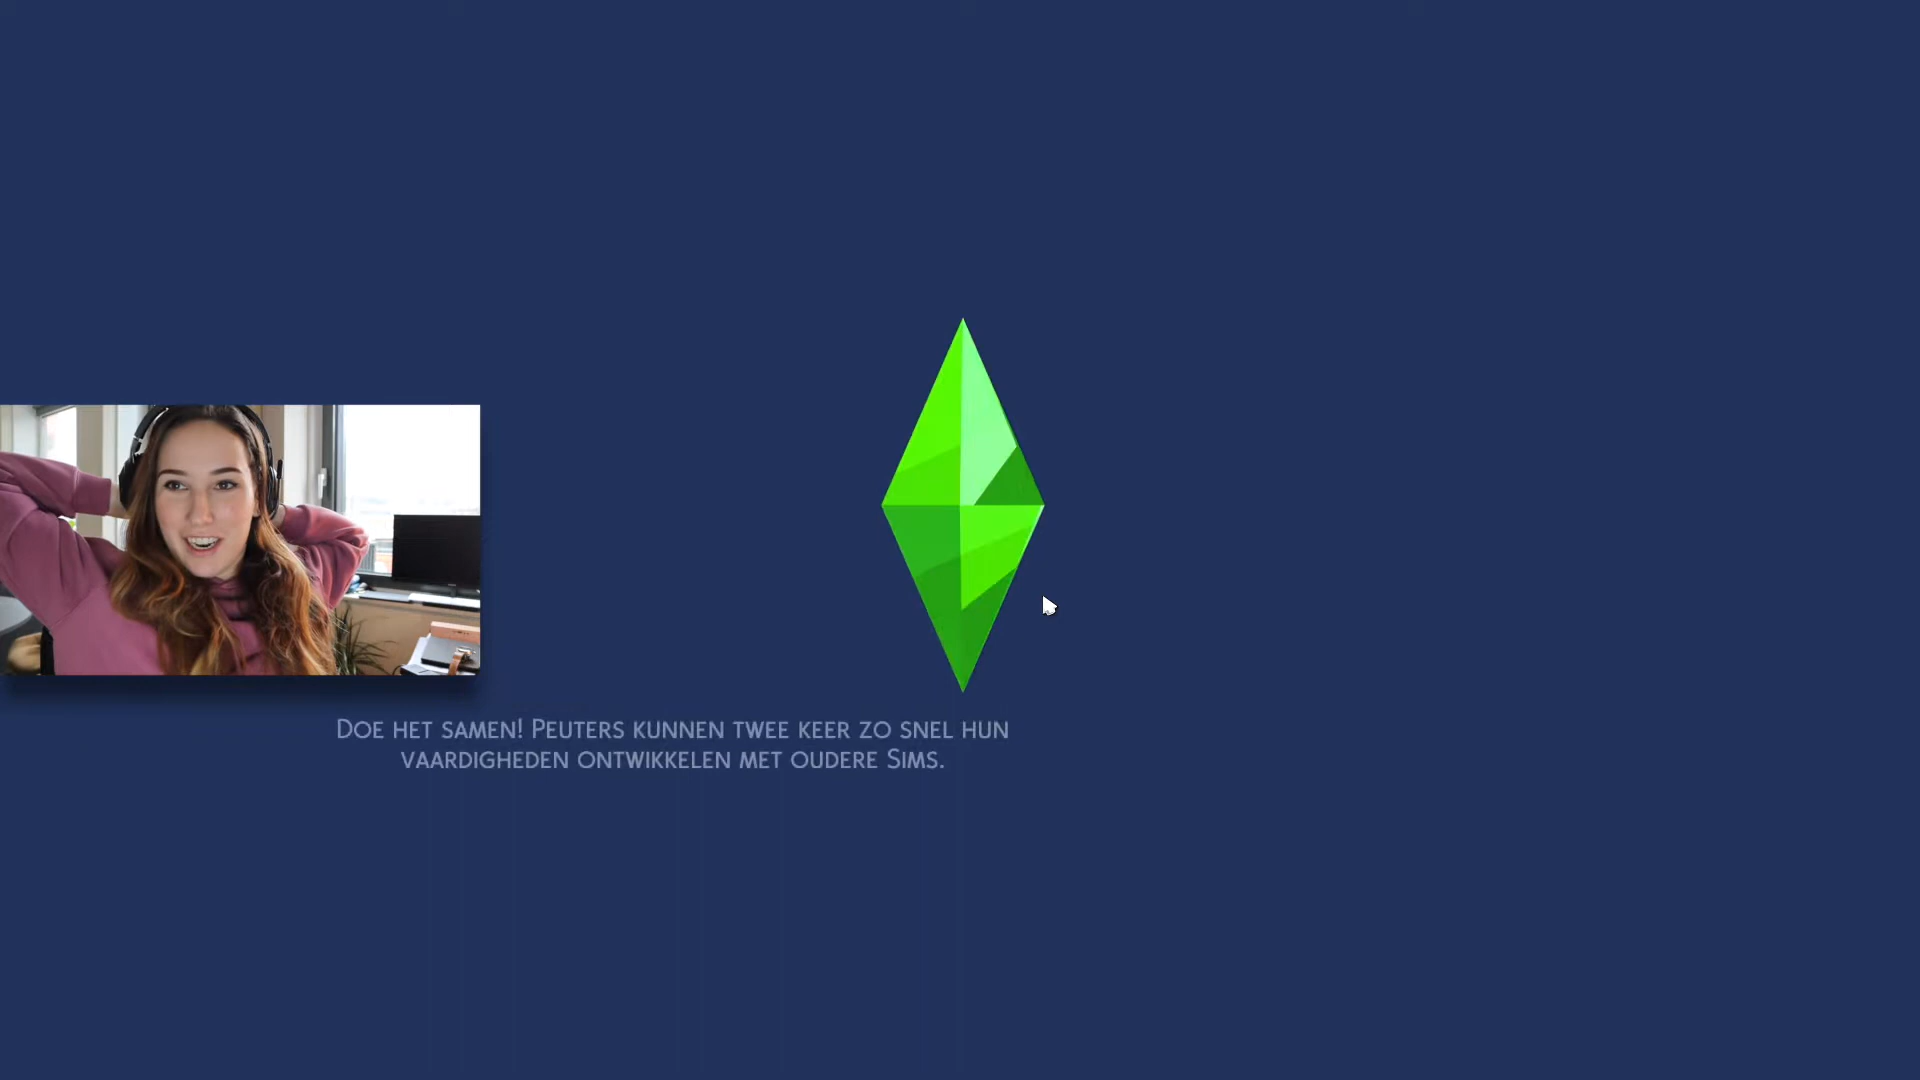 Doe het samen! Peuters kunnen twee keer zo snel hun
vaardigheden ontwikkelen met oudere Sims.